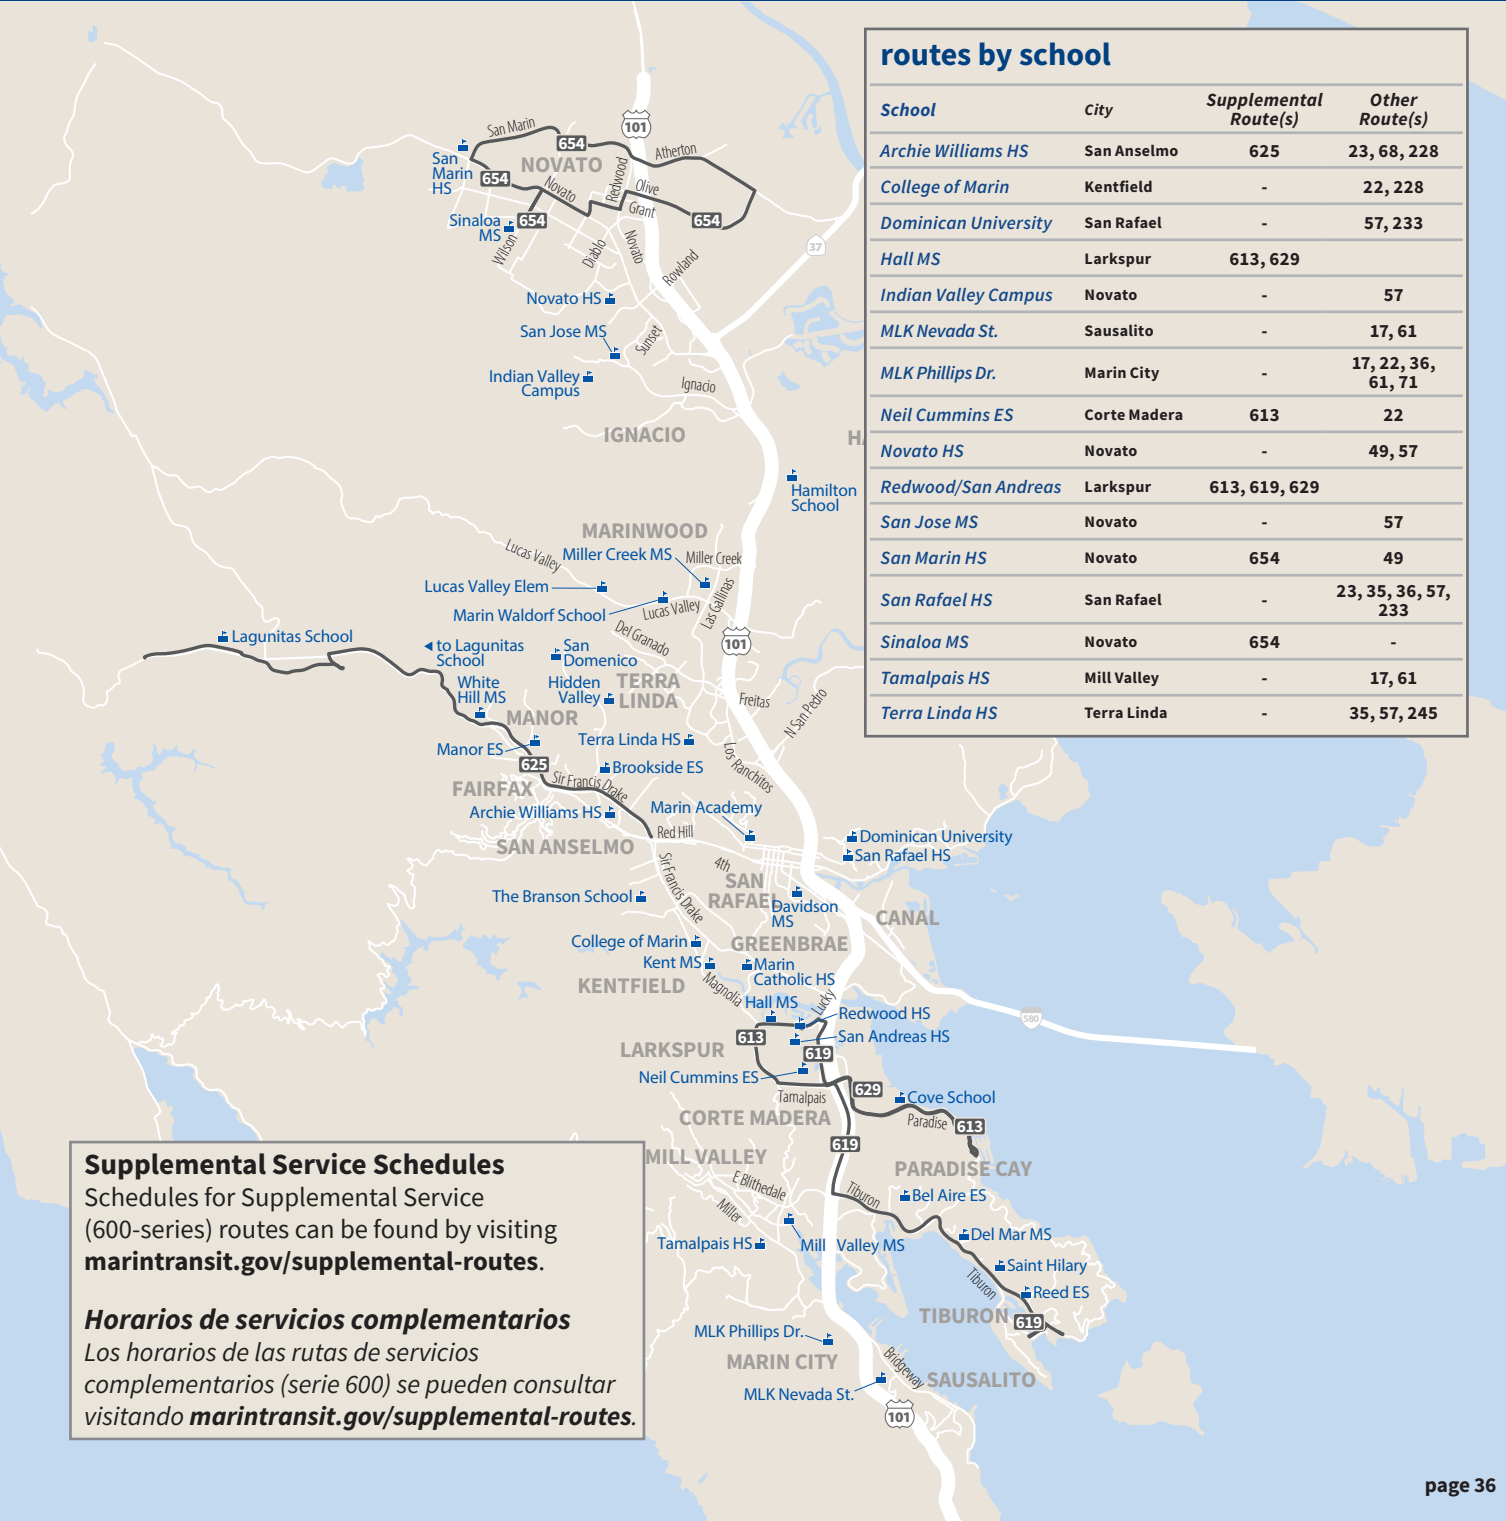 routes by school
School City Supplemental Route(s) Other Route(s)
Archie Williams HS San Anselmo 625 23, 68, 228
College of Marin Kentfield - 22, 228
Dominican University San Rafael - 57, 233
Hall MS Larkspur 613, 629
Indian Valley Campus Novato - 57
MLK Nevada St. Sausalito - 17, 61
MLK Phillips Dr. Marin City - 17, 22, 36, 61, 71
Neil Cummins ES Corte Madera 613 22
Novato HS Novato - 49, 57
Redwood/San Andreas Larkspur 613, 619, 629
San Jose MS Novato - 57
San Marin HS Novato 654 49
San Rafael HS San Rafael - 23, 35, 36, 57, 233
Sinaloa MS Novato 654 -
Tamalpais HS Mill Valley - 17, 61
Terra Linda HS Terra Linda - 35, 57, 245
101
San Marin
654
Atherton
San
Marin
HS
NOVATO
654
Novato
Redwood
Olive
Grant
654
Sinaloa
MS
654
Wilson
Diablo
Novato
Rowland
37
Novato HS
San Jose MS
Sunset
Indian Valley
Campus
Ignacio
IGNACIO
HA
Hamilton
School
MARINWOOD
Lucas Valley
Miller Creek MS
Miller Creek
Lucas Valley Elem
Marin Waldorf School
Lucas Valley
Las Gallinas
Del Granado
101
Lagunitas School
to Lagunitas
School
San
Domenico
White
Hill MS
Hidden
Valley
TERRA
LINDA
Freitas
N San Pedro
MANOR
Manor ES
Terra Linda HS
Los Ranchitos
625
Brookside ES
Sir Francis Drake
FAIRFAX
Archie Williams HS
Marin Academy
Red Hill
Dominican University
San Rafael HS
SAN ANSELMO
4th
Sir Francis Drake
SAN
RAFAEL
The Branson School
Davidson
MS
CANAL
College of Marin
GREENBRAE
Kent MS
Marin
Catholic HS
KENTFIELD
Magnolia
Hall MS
Lucky
Redwood HS
580
613
San Andreas HS
LARKSPUR
619
Neil Cummins ES
629
Tamalpais
Cove School
CORTE MADERA
Paradise
613
619
MILL VALLEY
PARADISE CAY
E Blithedale
Tiburon
Bel Aire ES
Miller
Del Mar MS
Tamalpais HS
Mill Valley MS
Saint Hilary
Tiburon
Reed ES
TIBURON
619
MLK Phillips Dr.
MARIN CITY
Bridgeway
SAUSALITO
MLK Nevada St.
101
Supplemental Service Schedules
Schedules for Supplemental Service
(600-series) routes can be found by visiting
marintransit.gov/supplemental-routes.
Horarios de servicios complementarios
Los horarios de las rutas de servicios
complementarios (serie 600) se pueden consultar
visitando marintransit.gov/supplemental-routes.
page 36